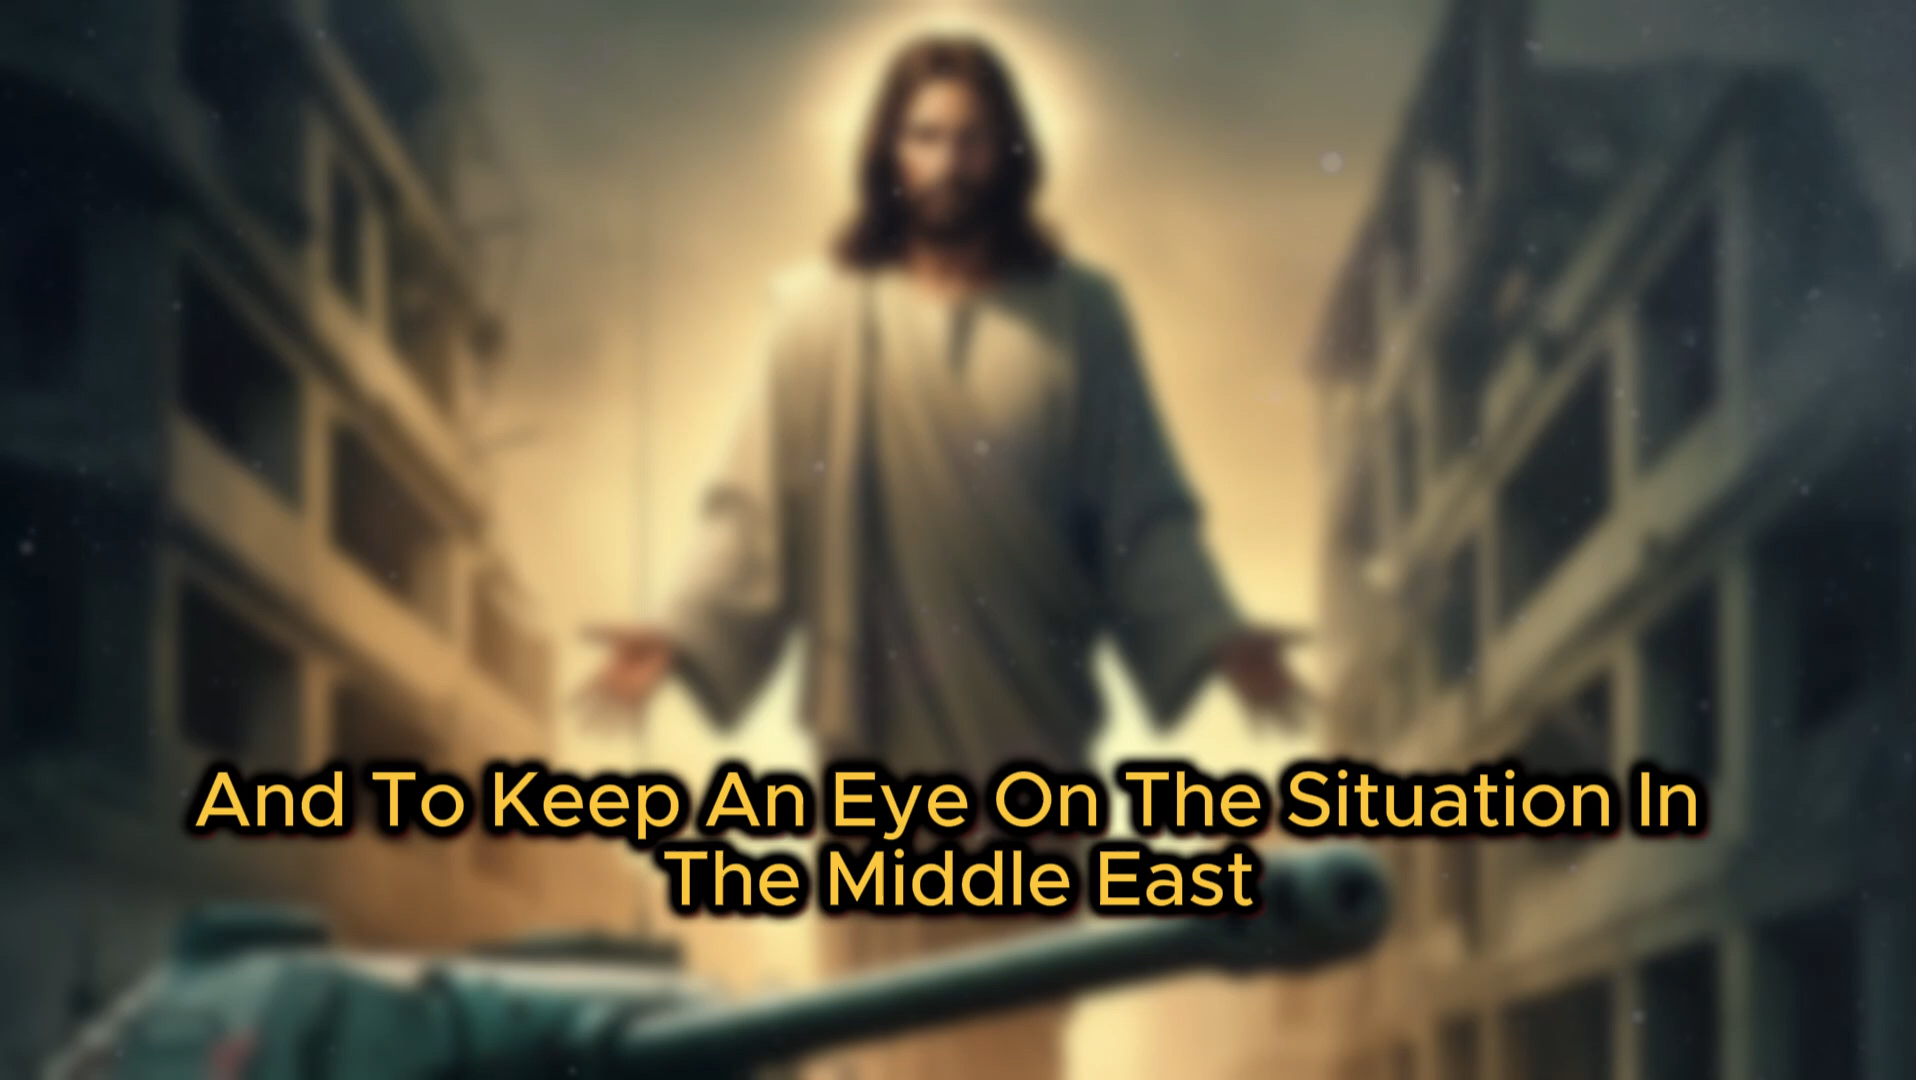 And To Keep An Eye On The Situation In
The Middle East